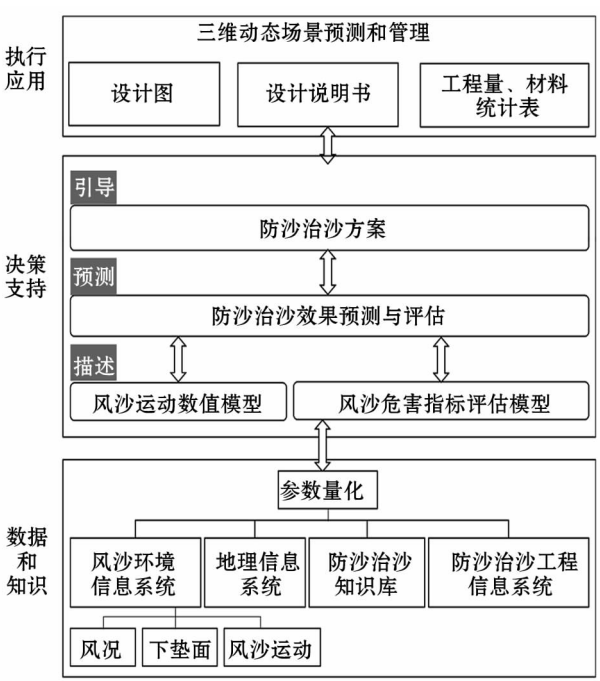 三维动态场景预测和管理
执行
应用
设计图
设计说明书
工程量、材料
统计表
引导
防沙治沙方案
决策
支持
预测
防沙治沙效果预测与评估
描述
风沙运动数值模型
风沙危害指标评估模型
参数量化
数据
和
知识
风沙环境
信息系统
地理信息
系统
防沙治沙
知识库
防沙治沙工程
信息系统
风况
下垫面
风沙运动